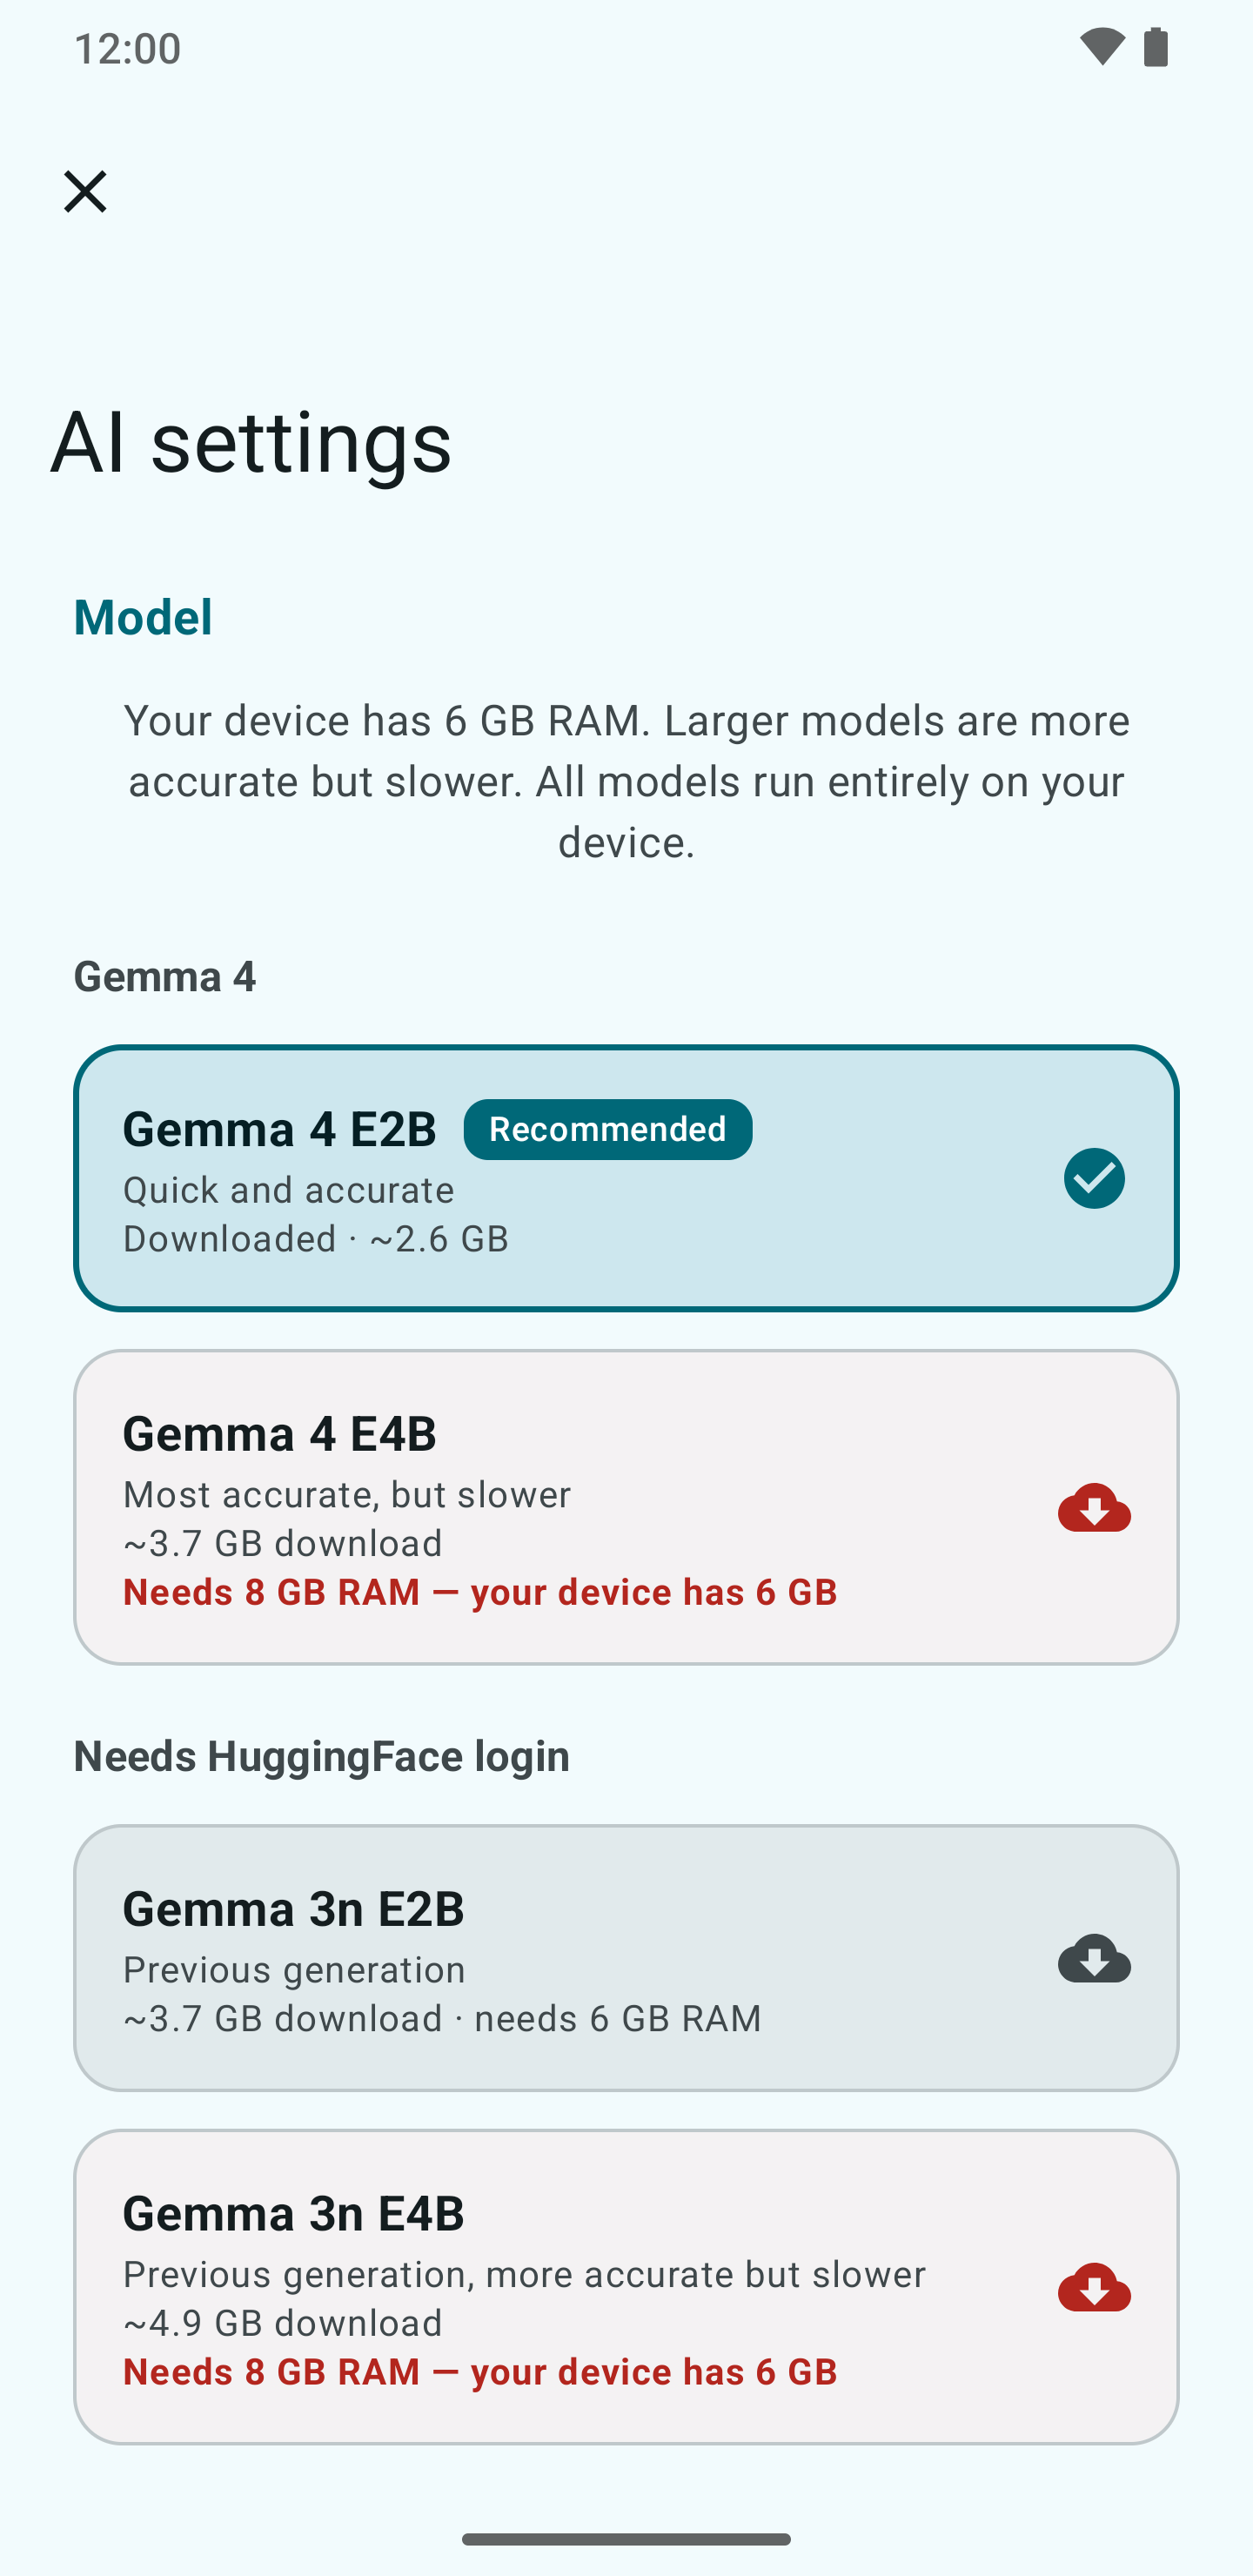 12:00
AI settings
Model
Your device has 6 GB RAM. Larger models are more
accurate but slower. All models run entirely on your
device.
Gemma 4
Gemma 4 E2B Recommended
Quick and accurate
Downloaded · ~2.6 GB
Gemma 4 E4B
Most accurate, but slower
~3.7 GB download
Needs 8 GB RAM — your device has 6 GB
Needs HuggingFace login
Gemma 3n E2B
Previous generation
~3.7 GB download · needs 6 GB RAM
Gemma 3n E4B
Previous generation, more accurate but slower
~4.9 GB download
Needs 8 GB RAM — your device has 6 GB